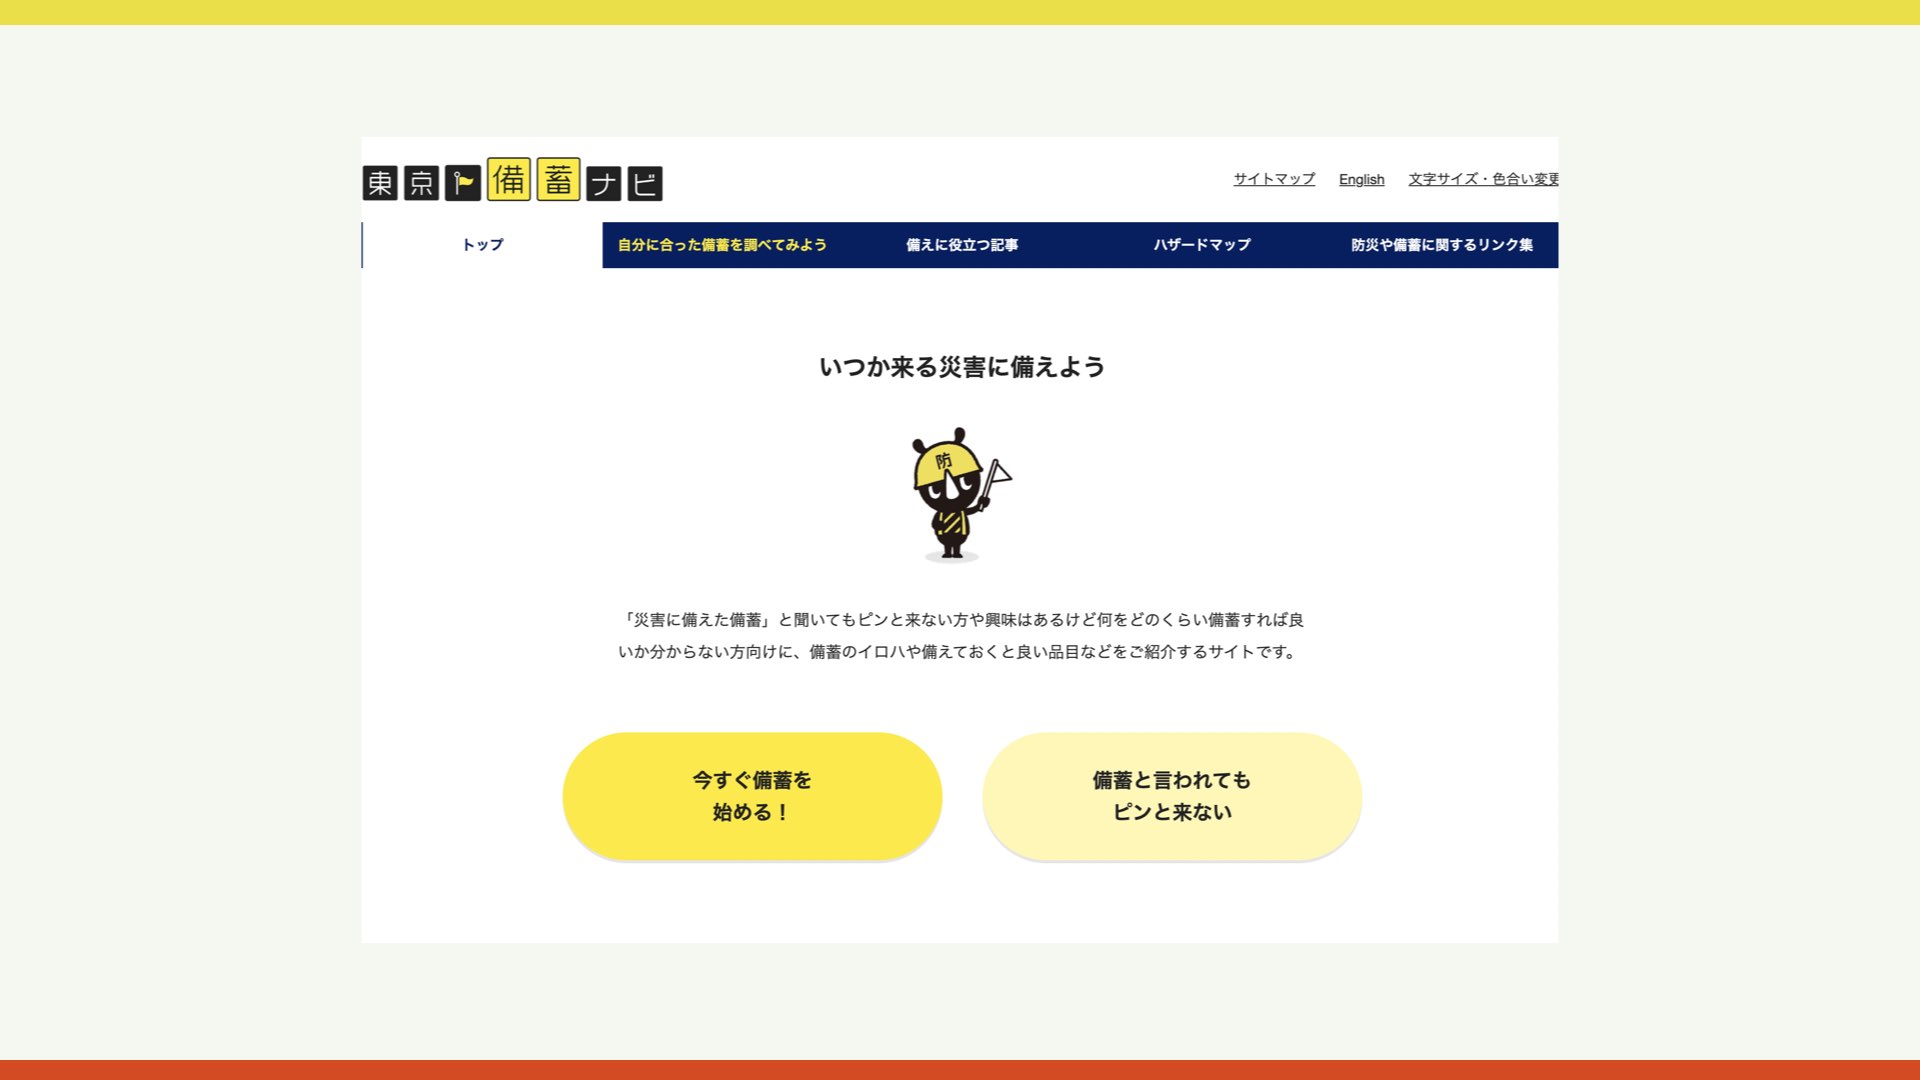 東京備蓄ナビ
サイトマップ English 文字サイズ・色合い変更
トップ 自分に合った備蓄を調べてみよう 備えに役立つ記事 ハザードマップ 防災や備蓄に関するリンク集
いつか来る災害に備えよう
防
「災害に備えた備蓄」と聞いてもピンと来ない方や興味はあるけど何をどのくらい備蓄すれば良
いか分からない方向けに、備蓄のイロハや備えておくと良い品目などをご紹介するサイトです。
今すぐ備蓄を
始める！
備蓄と言われても
ピンと来ない